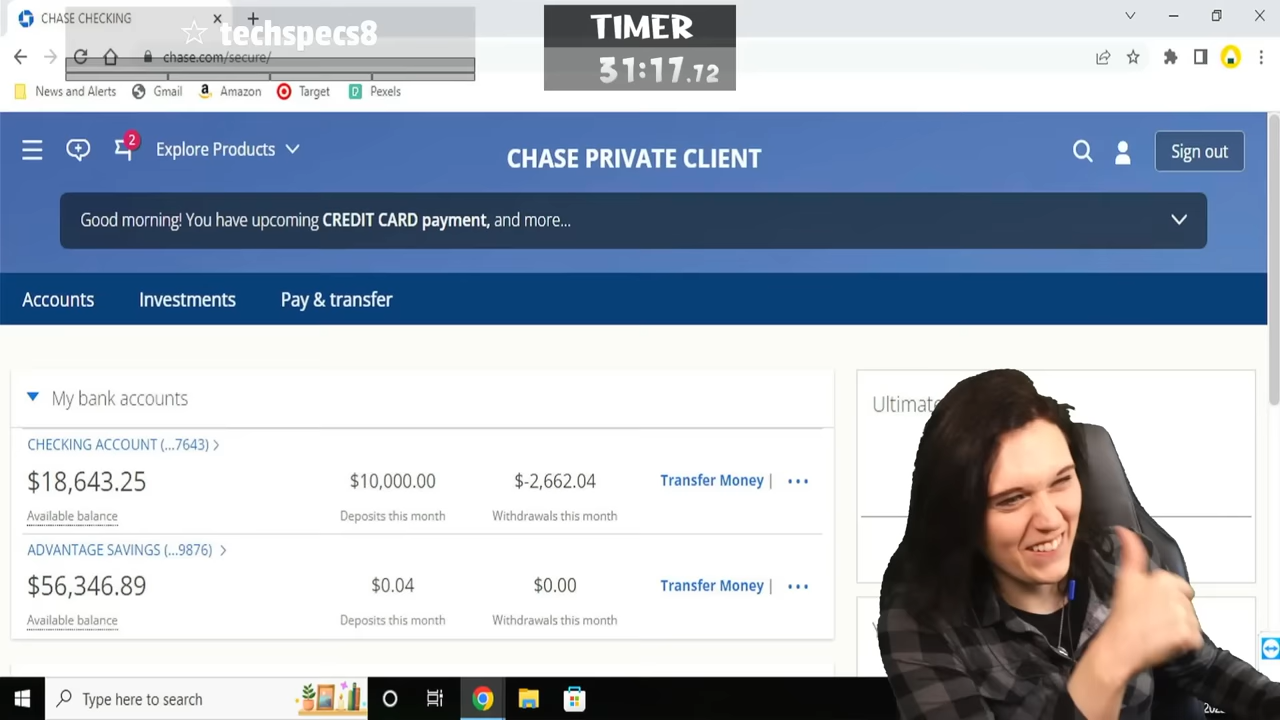 CHASE CHECKING
techspecs8
TIMER
31:17.72
chase.com/secure/
News and Alerts
Gmail
Amazon
Target
Pexels
2
Explore Products
CHASE PRIVATE CLIENT
Sign out
Good morning! You have upcoming CREDIT CARD payment, and more...
Accounts
Investments
Pay & transfer
My bank accounts
CHECKING ACCOUNT (...7643)
$18,643.25
$10,000.00
$-2,662.04
Transfer Money |
Available balance
Deposits this month
Withdrawals this month
ADVANTAGE SAVINGS (...9876)
$56,346.89
$0.04
$0.00
Transfer Money |
Available balance
Deposits this month
Withdrawals this month
Type here to search